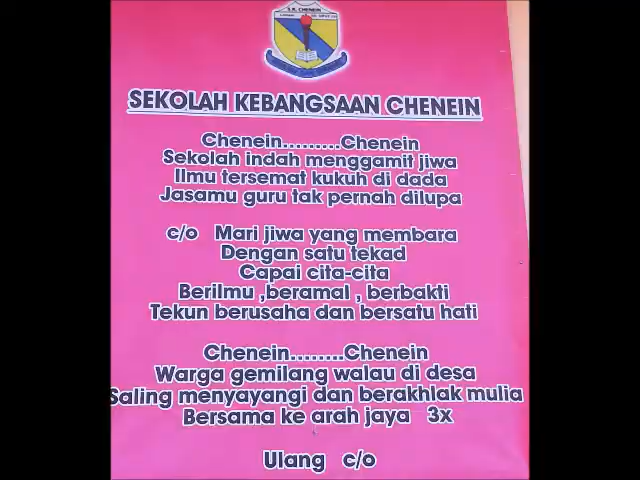 S.K. CHENEIN
SEKOLAH KEBANGSAAN CHENEIN
Chenein.........Chenein
Sekolah indah menggamit jiwa
Ilmu tersemat kukuh di dada
Jasamu guru tak pernah dilupa
c/o Mari jiwa yang membara
Dengan satu tekad
Capai cita-cita
Berilmu ,beramal , berbakti
Tekun berusaha dan bersatu hati
Chenein........Chenein
Warga gemilang walau di desa
Saling menyayangi dan berakhlak mulia
Bersama ke arah jaya 3x
Ulang c/o